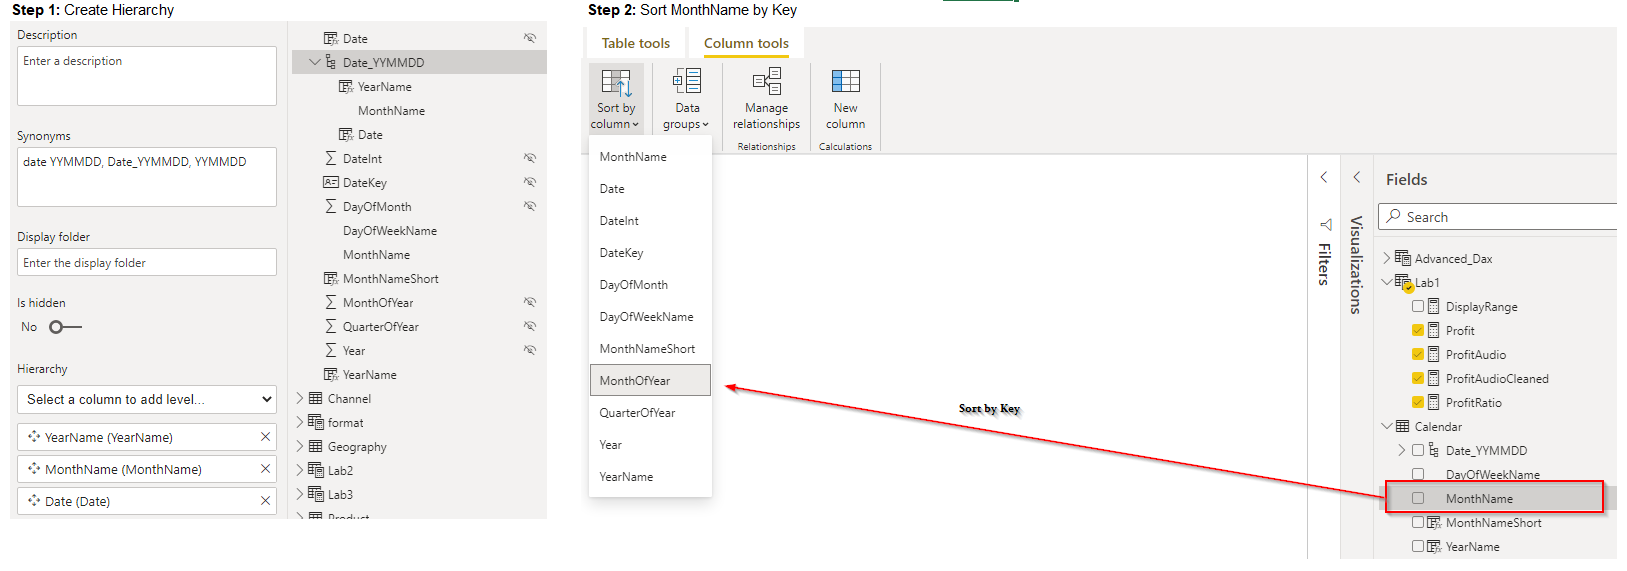 Step 1: Create Hierarchy
Description
Enter a description
Synonyms
date YYMMDD, Date_YYMMDD, YYMMDD
Display folder
Enter the display folder
Is hidden
No
Hierarchy
Select a column to add level...
YearName (YearName)
MonthName (MonthName)
Date (Date)
Date
Date_YYMMDD
YearName
MonthName
Date
DateInt
DateKey
DayOfMonth
DayOfWeekName
MonthName
MonthNameShort
MonthOfYear
QuarterOfYear
Year
YearName
Channel
format
Geography
Lab2
Lab3
Product
Step 2: Sort MonthName by Key
Table tools
Column tools
Sort by
column
Data
groups
Manage
relationships
New
column
Relationships
Calculations
MonthName
Date
DateInt
DateKey
DayOfMonth
DayOfWeekName
MonthNameShort
MonthOfYear
QuarterOfYear
Year
YearName
Sort by Key
Filters
Visualizations
Fields
Search
Advanced_Dax
Lab1
DisplayRange
Profit
ProfitAudio
ProfitAudioCleaned
ProfitRatio
Calendar
Date_YYMMDD
DayOfWeekName
MonthName
MonthNameShort
YearName